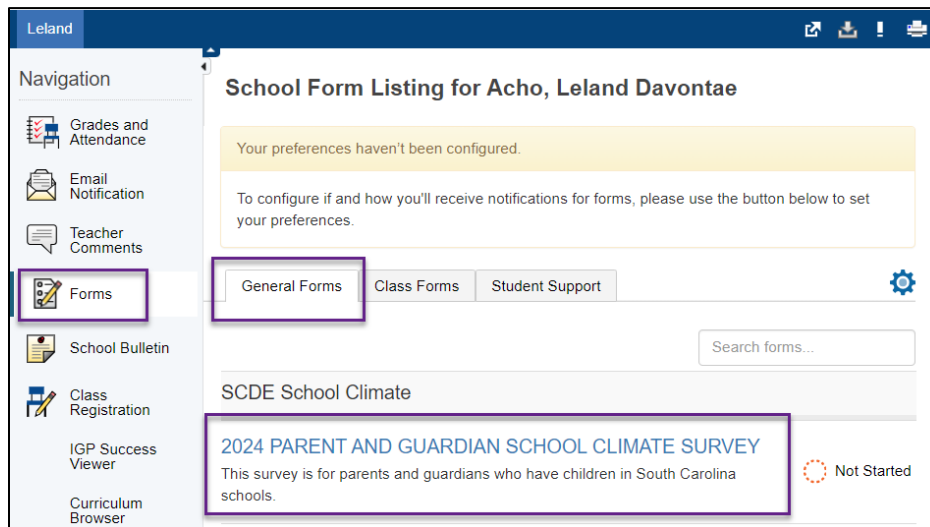 Leland
Navigation
Grades and
Attendance
Email
Notification
Teacher
Comments
Forms
School Bulletin
Class
Registration
IGP Success
Viewer
Curriculum
Browser
School Form Listing for Acho, Leland Davontae
Your preferences haven't been configured.
To configure if and how you'll receive notifications for forms, please use the button below to set
your preferences.
General Forms
Class Forms
Student Support
Search forms...
SCDE School Climate
2024 PARENT AND GUARDIAN SCHOOL CLIMATE SURVEY
This survey is for parents and guardians who have children in South Carolina
schools.
Not Started